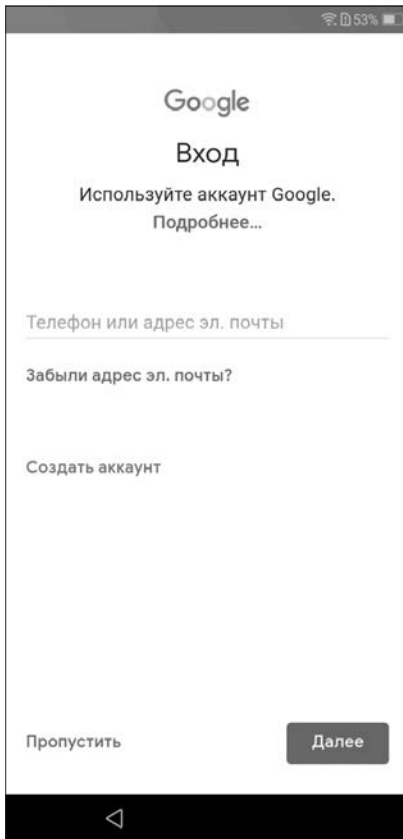 53%
Google
Вход
Используйте аккаунт Google.
Подробнее...
Телефон или адрес эл. почты
Забыли адрес эл. почты?
Создать аккаунт
Пропустить
Далее